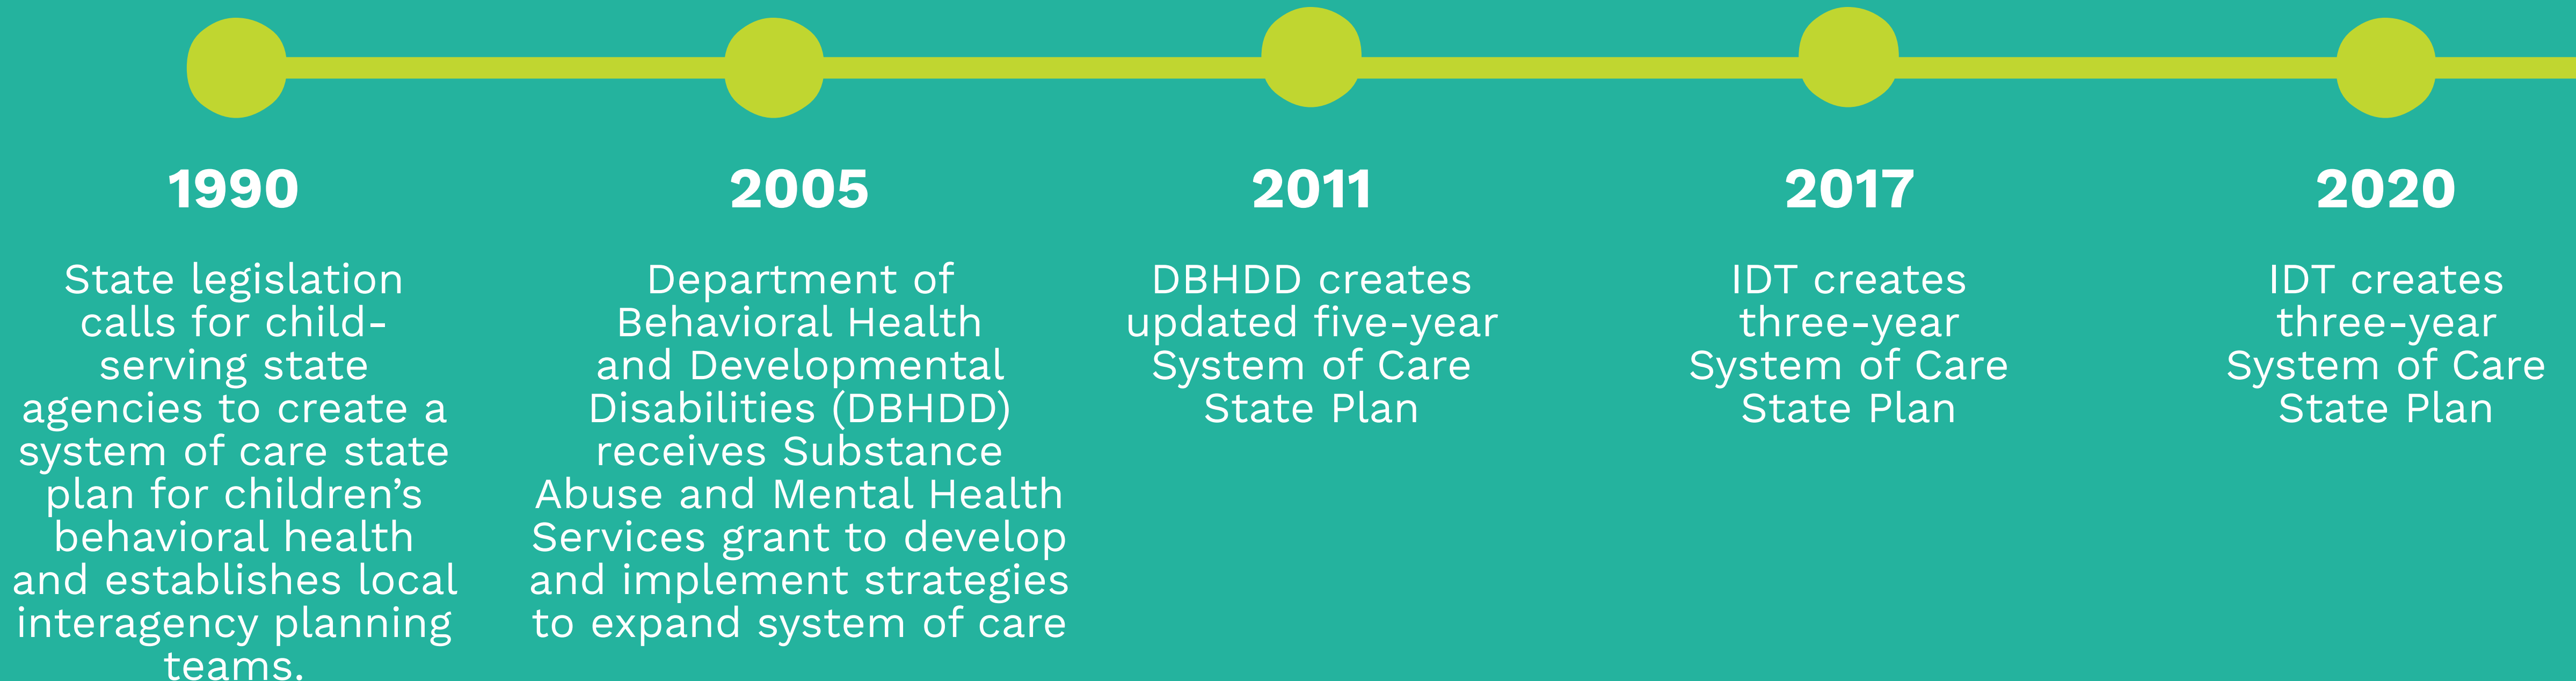 1990
State legislation
calls for child-
serving state
agencies to create a
system of care state
plan for children’s
behavioral health
and establishes local
interagency planning
teams.
2005
Department of
Behavioral Health
and Developmental
Disabilities (DBHDD)
receives Substance
Abuse and Mental Health
Services grant to develop
and implement strategies
to expand system of care
2011
DBHDD creates
updated five-year
System of Care
State Plan
2017
IDT creates
three-year
System of Care
State Plan
2020
IDT creates
three-year
System of Care
State Plan